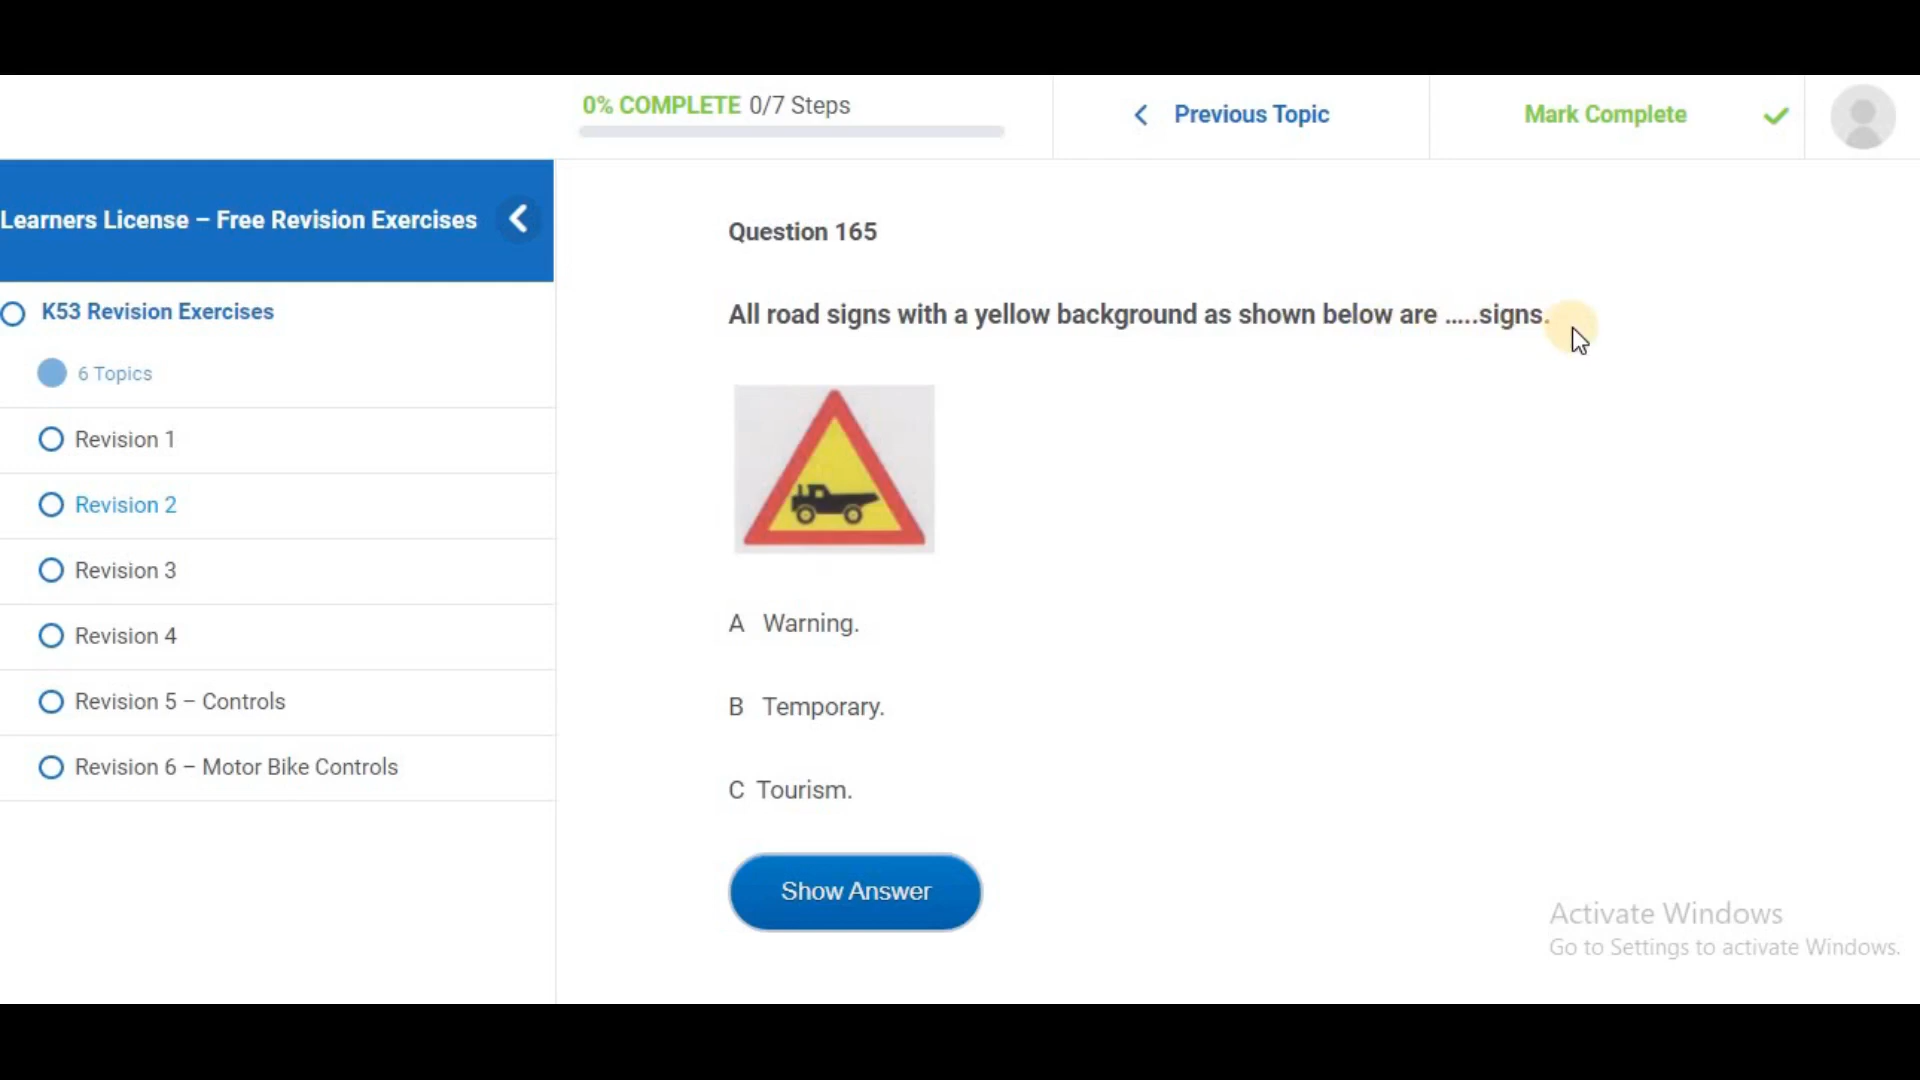 0% COMPLETE 0/7 Steps
Previous Topic
Mark Complete
Learners License – Free Revision Exercises
K53 Revision Exercises
6 Topics
Revision 1
Revision 2
Revision 3
Revision 4
Revision 5 – Controls
Revision 6 – Motor Bike Controls
Question 165
All road signs with a yellow background as shown below are …..signs.
A Warning.
B Temporary.
C Tourism.
Show Answer
Activate Windows
Go to Settings to activate Windows.